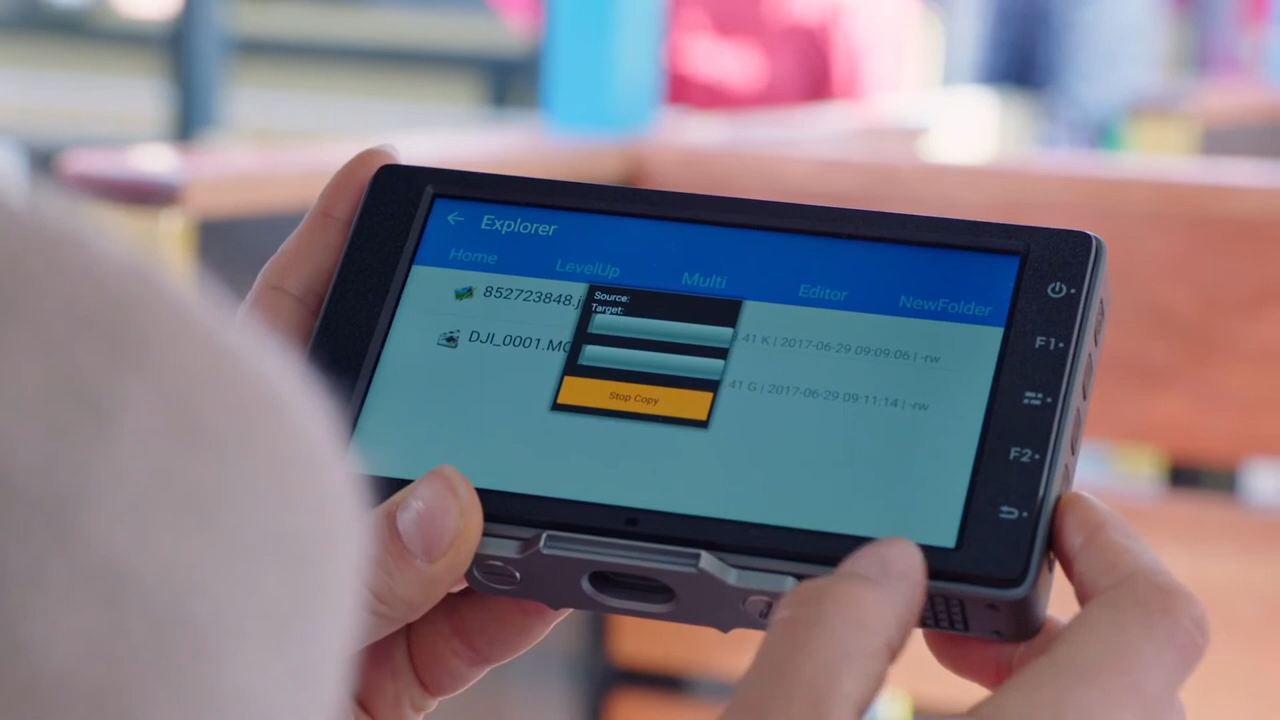 Explorer
Home LevelUp Multi Editor NewFolder
852723848.j 41 K | 2017-06-29 09:09:06 | -rw
DJI_0001.MO 41 G | 2017-06-29 09:11:14 | -rw
Source:
Target:
Stop Copy
F1
F2